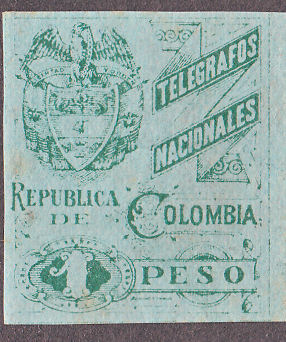 TELEGRAFOS
NACIONALES
REPUBLICA
DE COLOMBIA
1 PESO